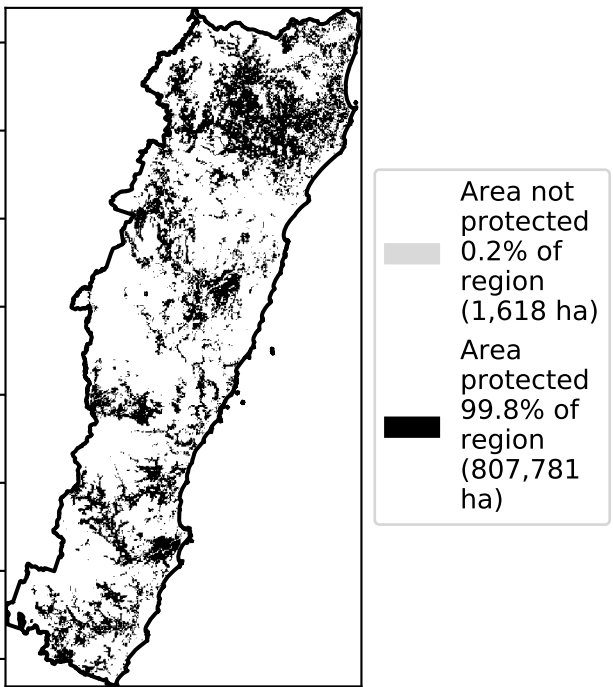 Area not
protected
0.2% of
region
(1,618 ha)
Area
protected
99.8% of
region
(807,781
ha)